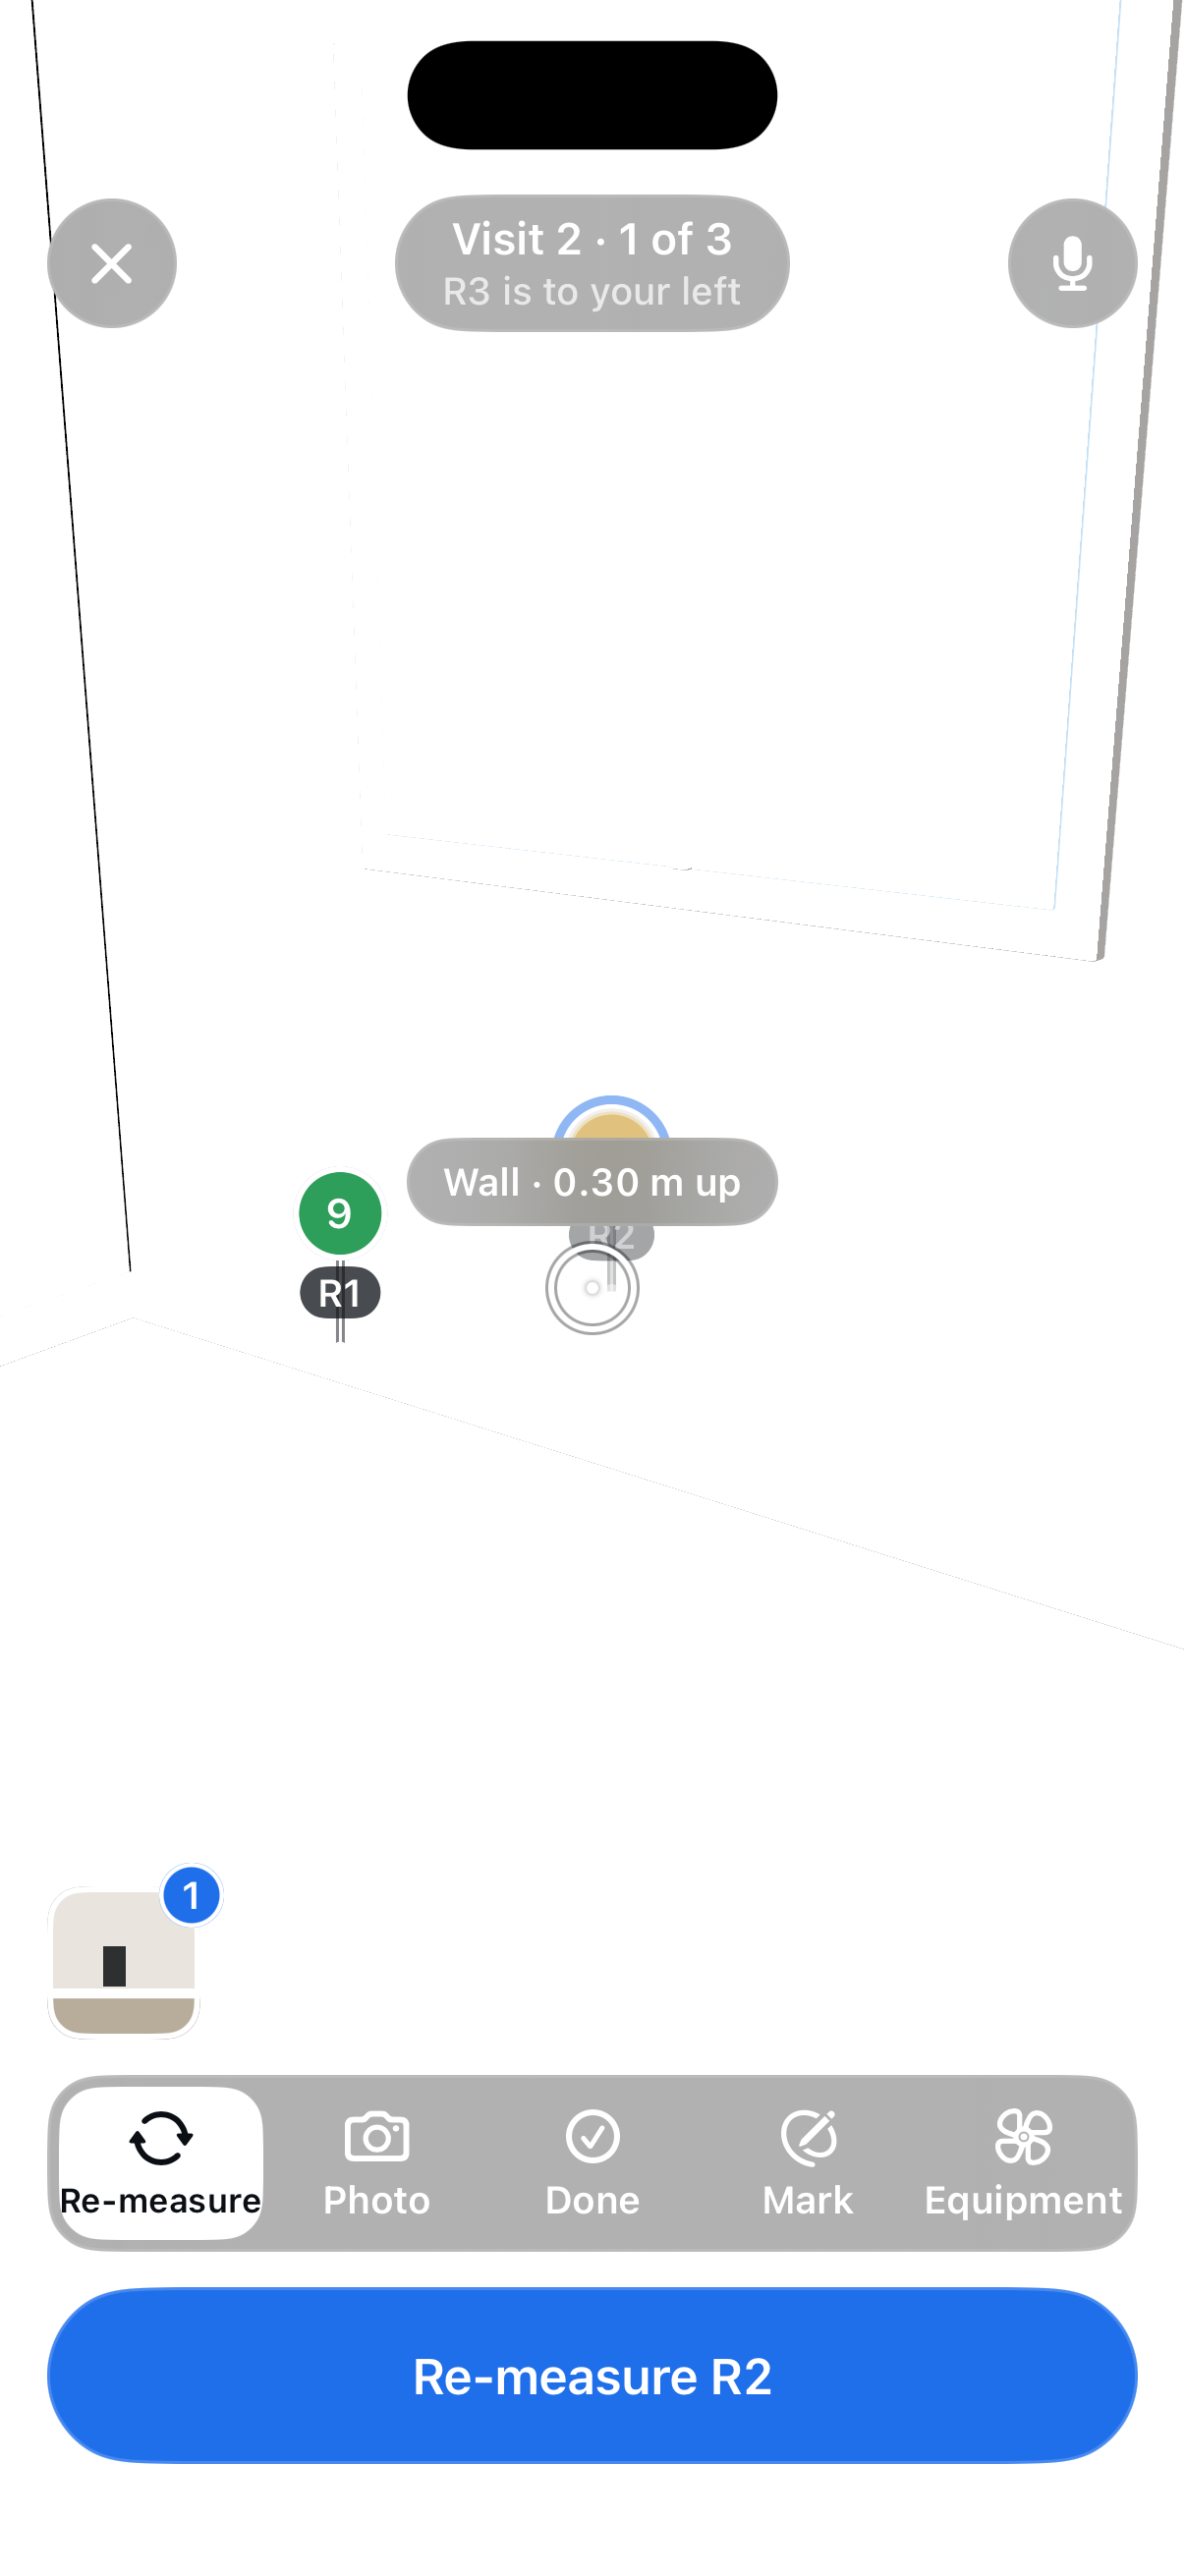 Visit 2 · 1 of 3
R3 is to your left
Wall · 0.30 m up
9
R2
R1
1
Re-measure
Photo
Done
Mark
Equipment
Re-measure R2